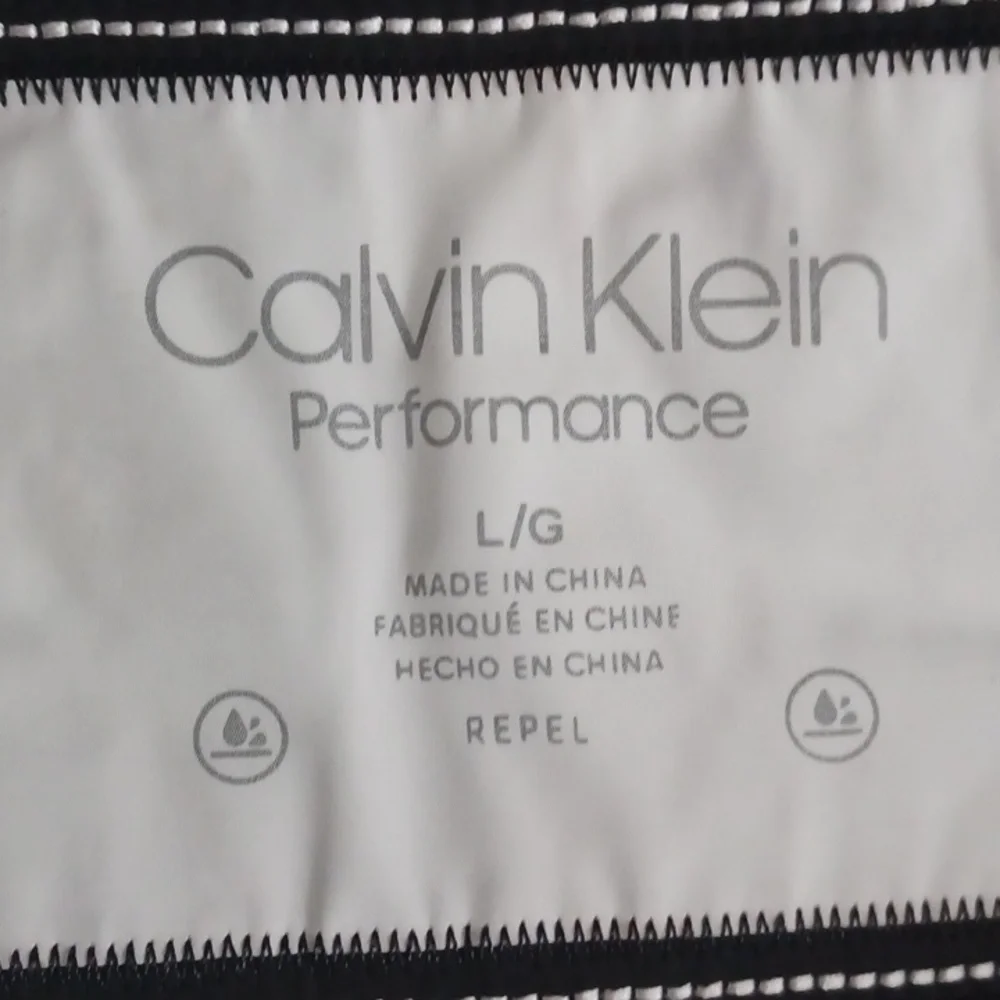 Calvin Klein
Performance
L/G
MADE IN CHINA
FABRIQUÉ EN CHINE
HECHO EN CHINA
REPEL